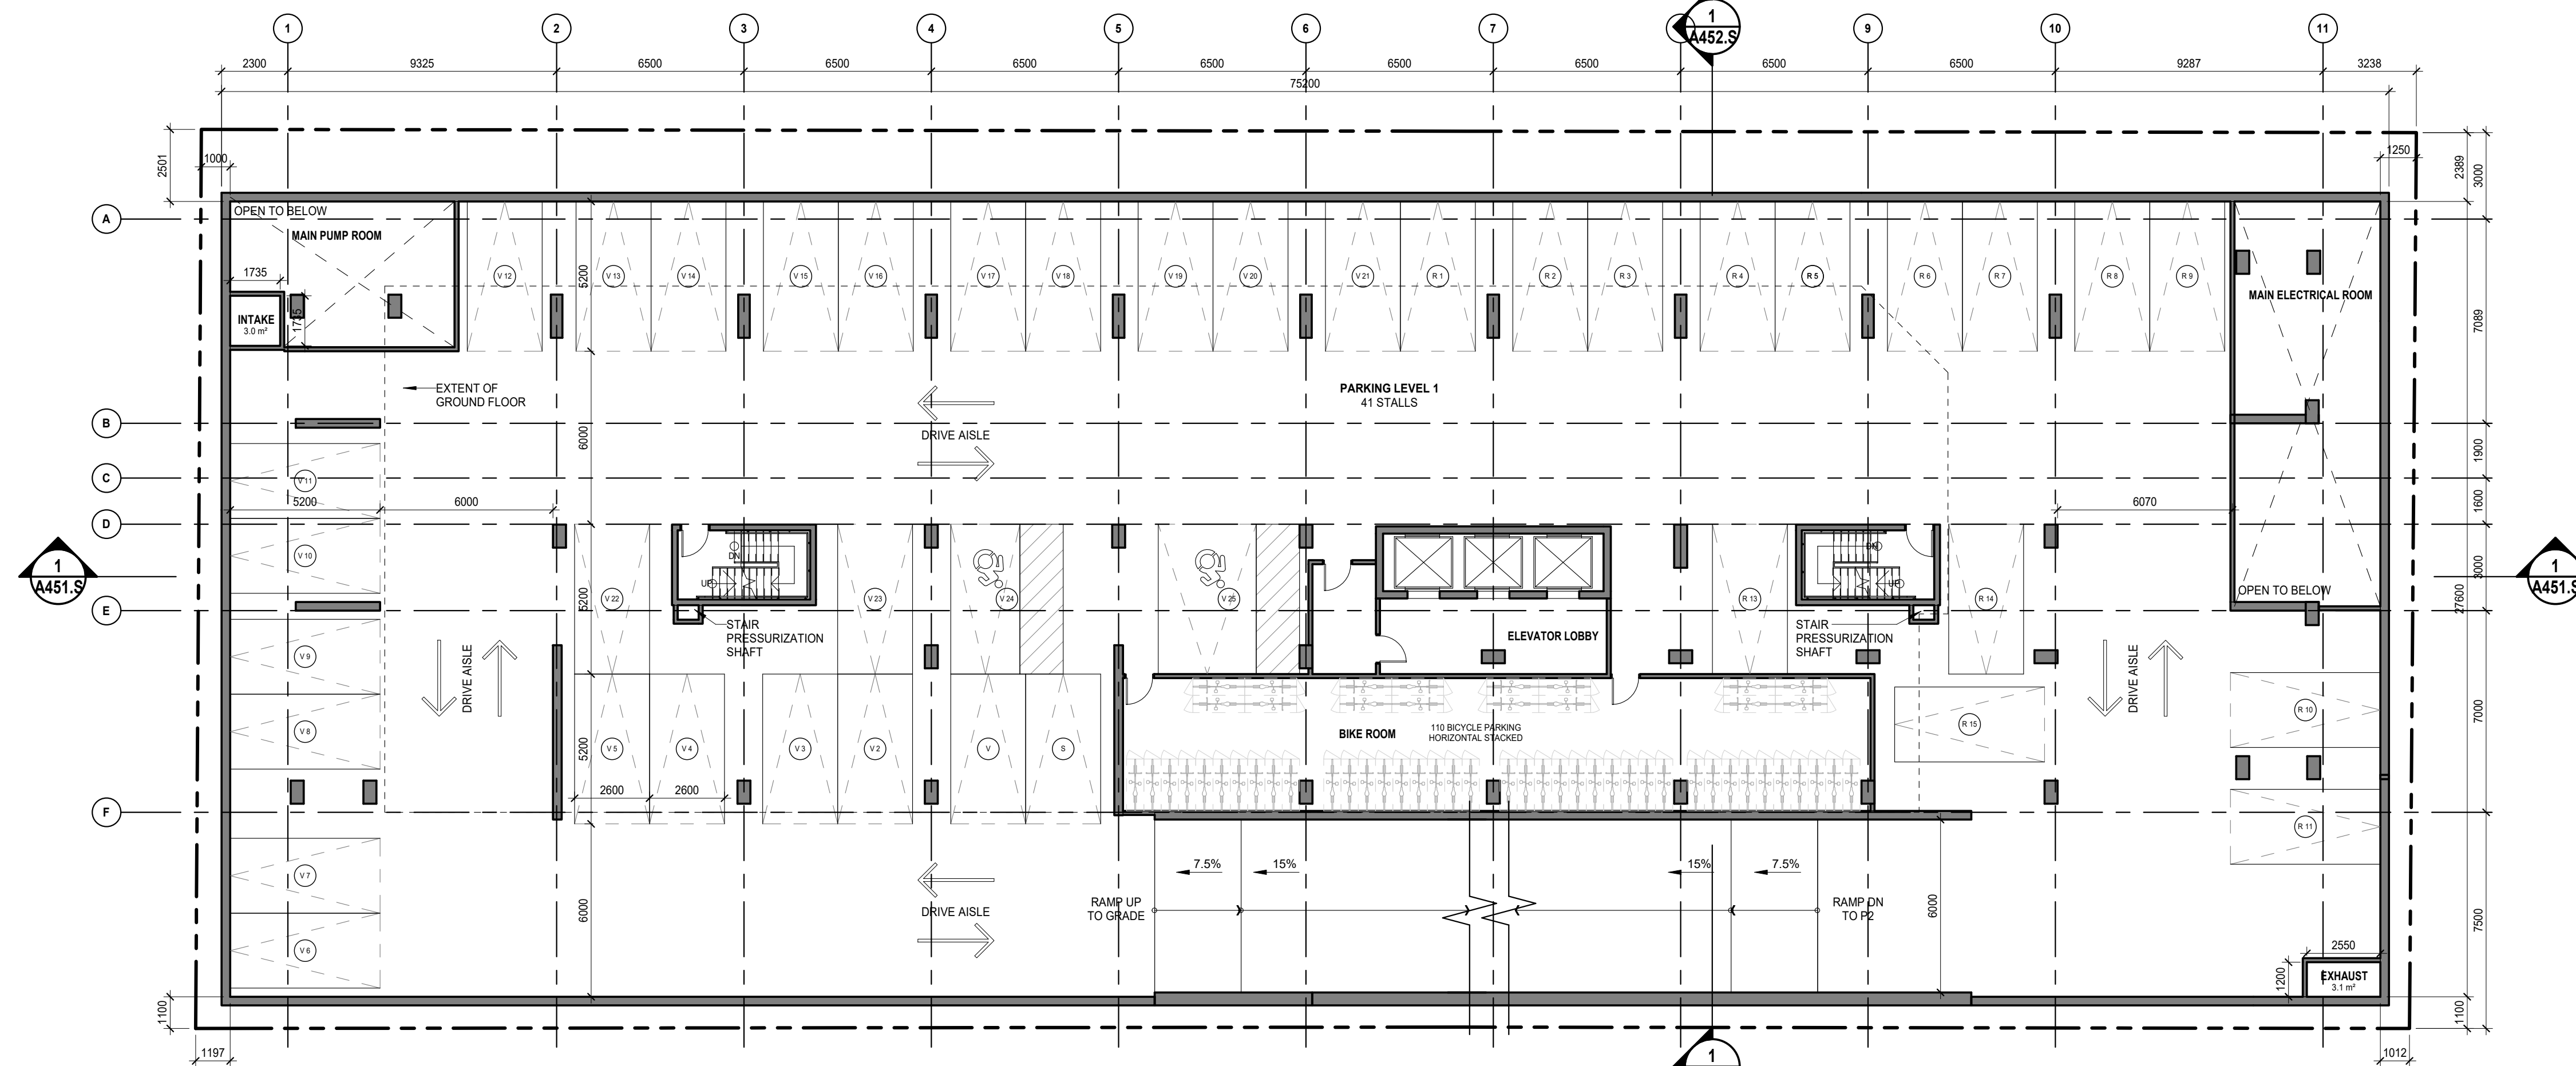 1
2
3
4
5
6
7
9
10
11
1
A452.S
2300
9325
6500
6500
6500
6500
6500
6500
6500
6500
9287
3238
75200
2501
1000
1250
2389
3000
A
OPEN TO BELOW
MAIN PUMP ROOM
1735
INTAKE
3.0 m²
1735
V 12
V 13
V 14
V 15
V 16
V 17
V 18
V 19
V 20
V 21
R 1
R 2
R 3
R 4
R 5
R 6
R 7
R 8
R 9
5200
MAIN ELECTRICAL ROOM
7089
EXTENT OF
GROUND FLOOR
PARKING LEVEL 1
41 STALLS
B
6000
DRIVE AISLE
1900
C
V 11
5200
6000
6070
1600
D
V 10
DN
UP
DN
UP
3000
1
A451.S
1
A451.S
OPEN TO BELOW
27600
V 22
5200
V 23
V 24
V 25
R 13
R 14
E
STAIR
PRESSURIZATION
SHAFT
ELEVATOR LOBBY
STAIR
PRESSURIZATION
SHAFT
V 9
DRIVE AISLE
DRIVE AISLE
7000
R 10
V 8
V 5
V 4
V 3
V 2
V
S
5200
BIKE ROOM
110 BICYCLE PARKING
HORIZONTAL STACKED
R 15
2600
2600
F
R 11
V 7
7.5%
15%
15%
7.5%
RAMP UP
TO GRADE
RAMP DN
TO P2
6000
DRIVE AISLE
6000
7500
V 6
2550
1200
EXHAUST
3.1 m²
1100
1100
1197
1012
1